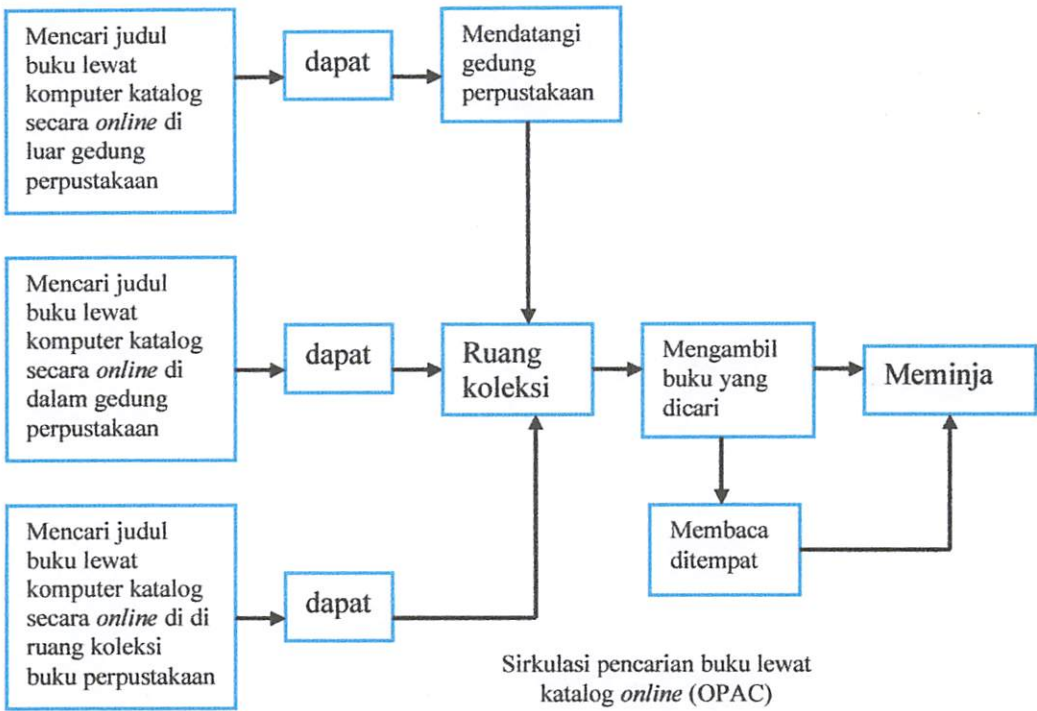 Mencari judul
buku lewat
komputer katalog
secara online di
luar gedung
perpustakaan
dapat
Mendatangi
gedung
perpustakaan
Mencari judul
buku lewat
komputer katalog
secara online di
dalam gedung
perpustakaan
dapat
Ruang
koleksi
Mengambil
buku yang
dicari
Meminja
Membaca
ditempat
Mencari judul
buku lewat
komputer katalog
secara online di di
ruang koleksi
buku perpustakaan
dapat
Sirkulasi pencarian buku lewat
katalog online (OPAC)